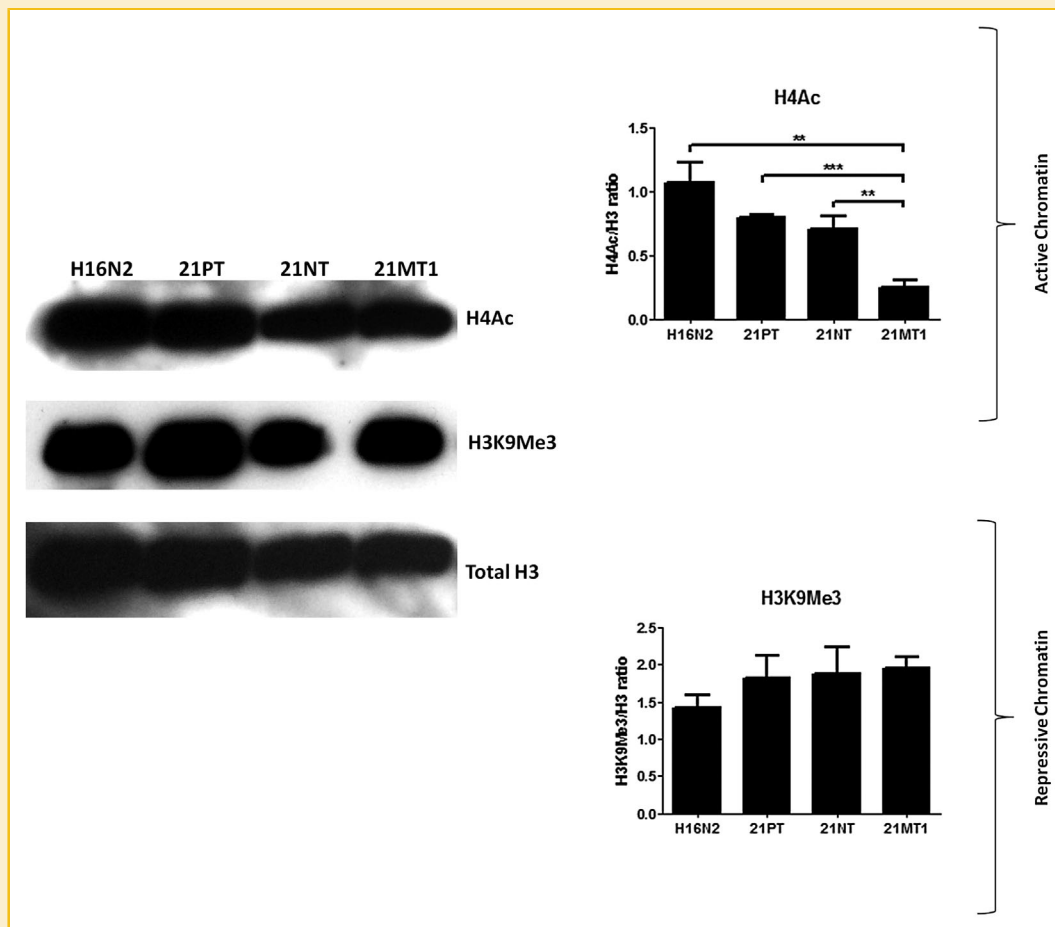 H16N2 21PT 21NT 21MT1
H4Ac
H3K9Me3
Total H3
H4Ac
H4Ac/H3 ratio
1.5
1.0
0.5
0.0
**
***
**
H16N2 21PT 21NT 21MT1
Active Chromatin
H3K9Me3
H3K9Me3/H3 ratio
2.5
2.0
1.5
1.0
0.5
0.0
H16N2 21PT 21NT 21MT1
Repressive Chromatin